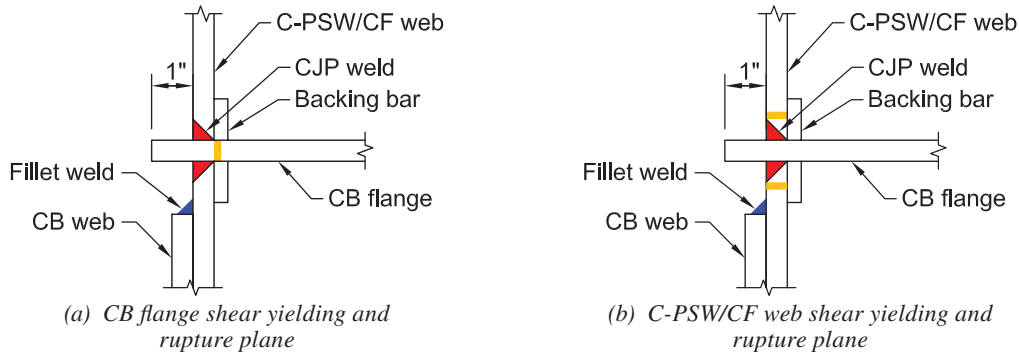 C-PSW/CF web
1"
CJP weld
Backing bar
Fillet weld
CB web
CB flange
(a) CB flange shear yielding and
rupture plane
C-PSW/CF web
1"
CJP weld
Backing bar
Fillet weld
CB web
CB flange
(b) C-PSW/CF web shear yielding and
rupture plane